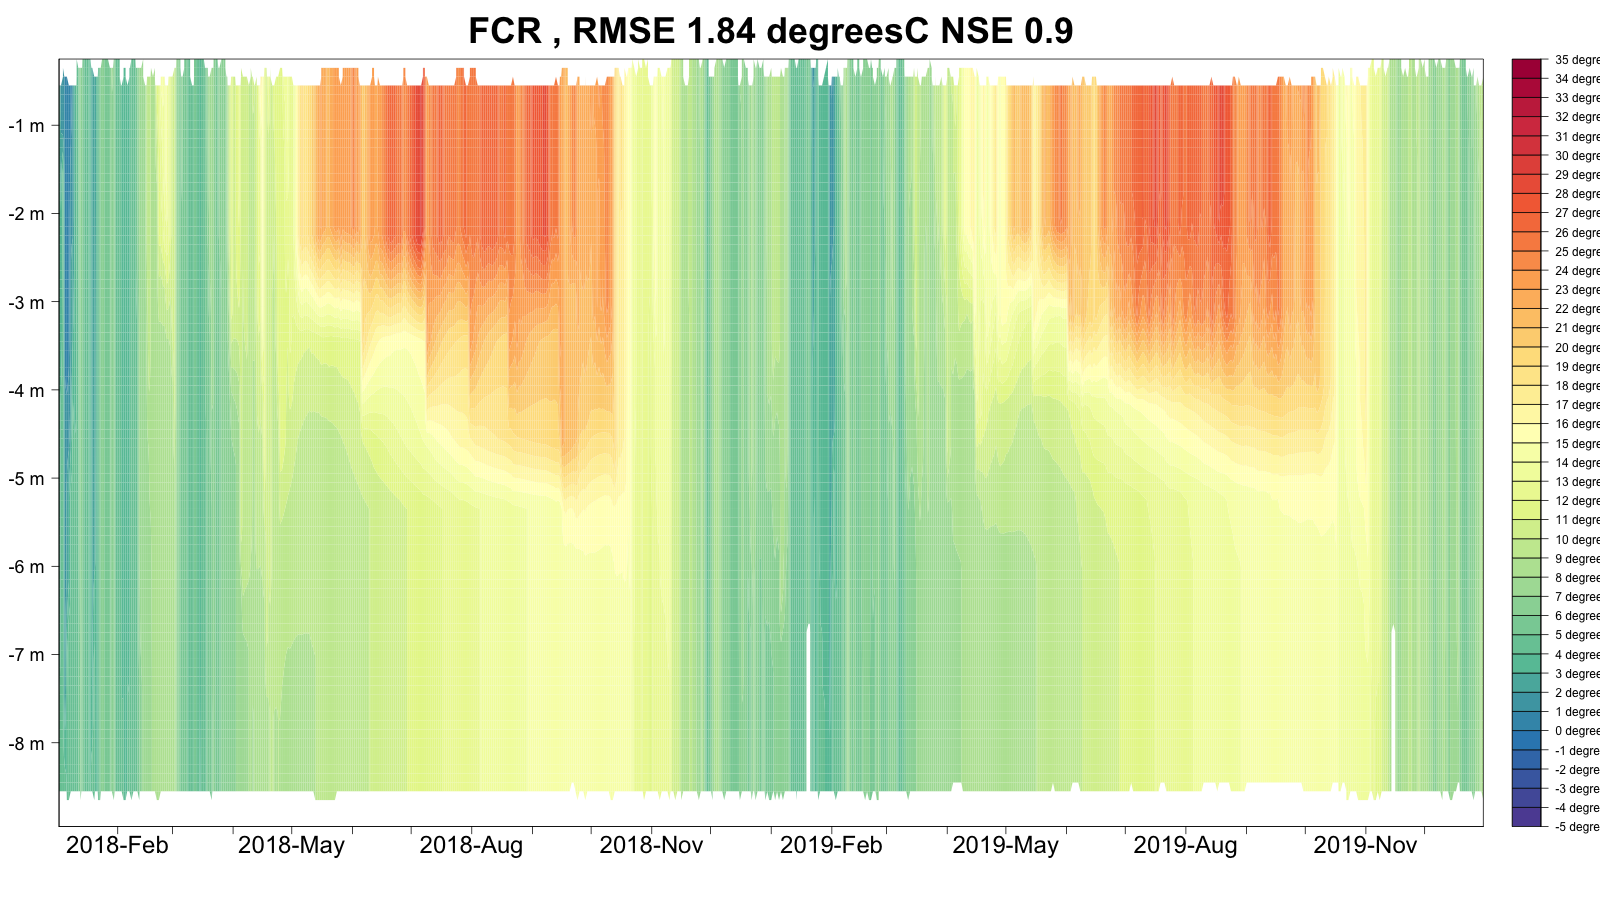 FCR , RMSE 1.84 degreesC NSE 0.9
-1 m
-2 m
-3 m
-4 m
-5 m
-6 m
-7 m
-8 m
2018-Feb 2018-May 2018-Aug 2018-Nov 2019-Feb 2019-May 2019-Aug 2019-Nov
35 degre
34 degre
33 degre
32 degre
31 degre
30 degre
29 degre
28 degre
27 degre
26 degre
25 degre
24 degre
23 degre
22 degre
21 degre
20 degre
19 degre
18 degre
17 degre
16 degre
15 degre
14 degre
13 degre
12 degre
11 degre
10 degre
9 degree
8 degree
7 degree
6 degree
5 degree
4 degree
3 degree
2 degree
1 degree
0 degree
-1 degre
-2 degre
-3 degre
-4 degre
-5 degre